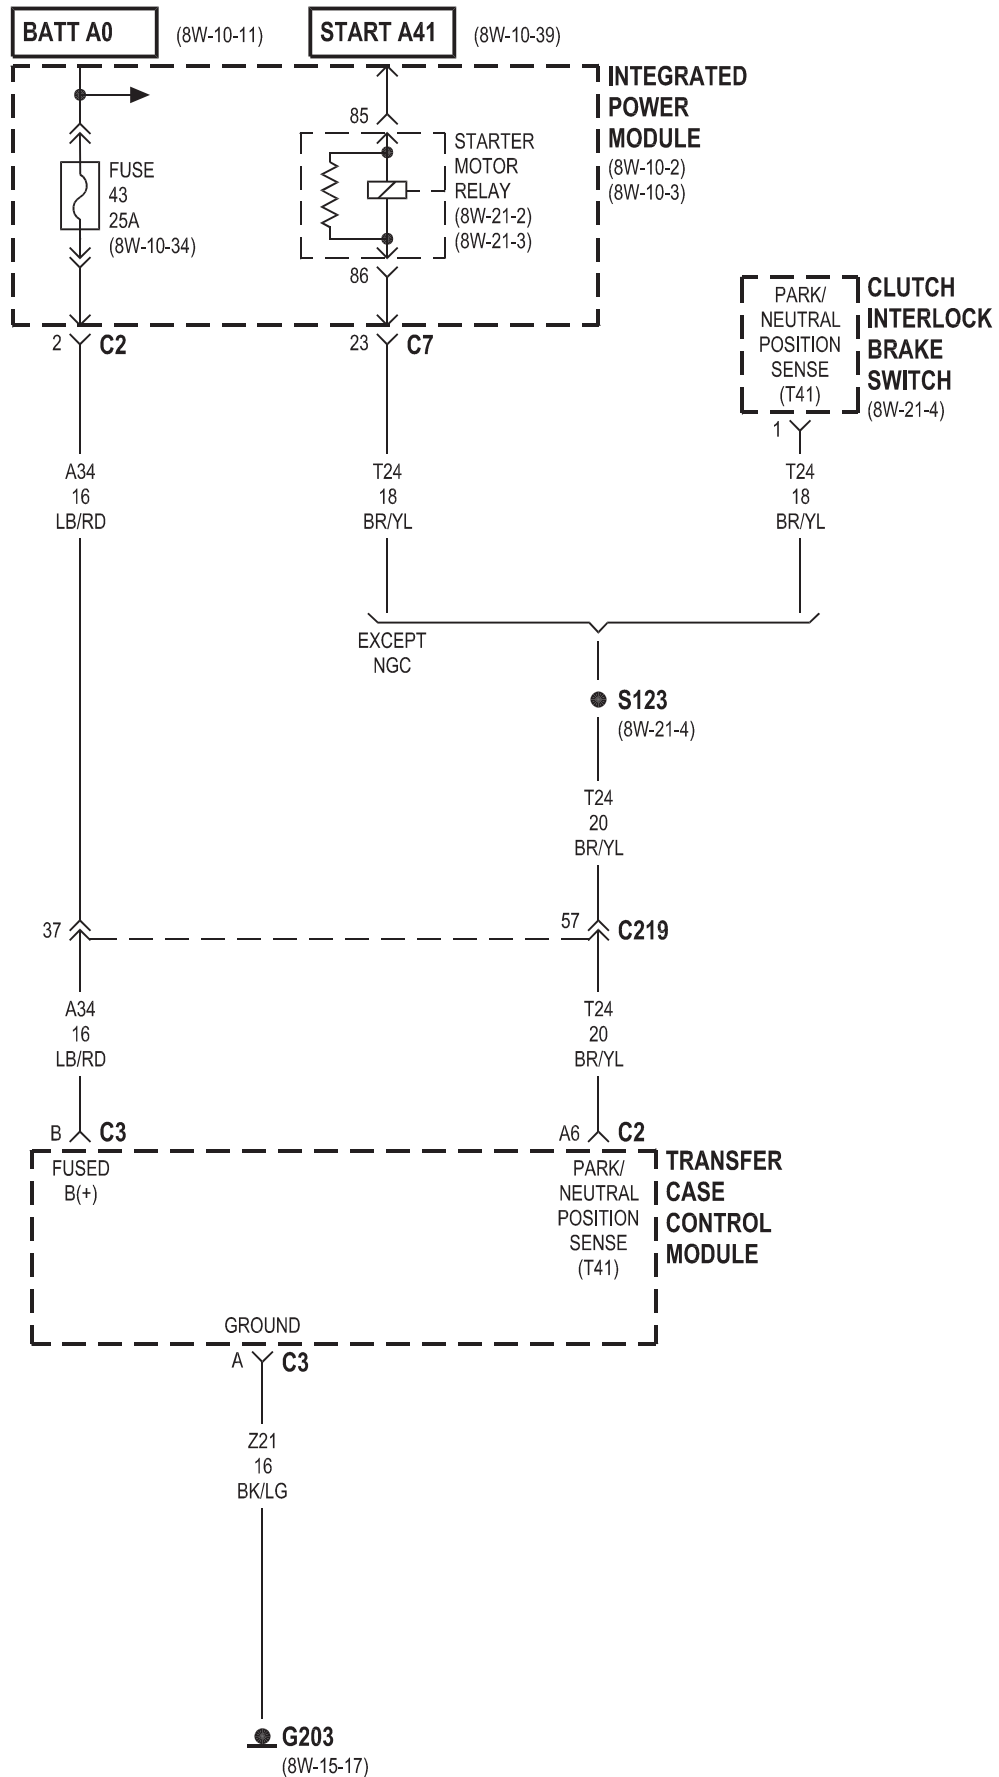 BATT A0
(8W-10-11)
START A41
(8W-10-39)
INTEGRATED
POWER
MODULE
(8W-10-2)
(8W-10-3)
FUSE
43
25A
(8W-10-34)
85
STARTER
MOTOR
RELAY
(8W-21-2)
(8W-21-3)
86
2
C2
23
C7
PARK/
NEUTRAL
POSITION
SENSE
(T41)
CLUTCH
INTERLOCK
BRAKE
SWITCH
(8W-21-4)
1
A34
16
LB/RD
T24
18
BR/YL
T24
18
BR/YL
EXCEPT
NGC
S123
(8W-21-4)
T24
20
BR/YL
37
57
C219
A34
16
LB/RD
T24
20
BR/YL
B
C3
A6
C2
FUSED
B(+)
PARK/
NEUTRAL
POSITION
SENSE
(T41)
TRANSFER
CASE
CONTROL
MODULE
GROUND
A
C3
Z21
16
BK/LG
G203
(8W-15-17)